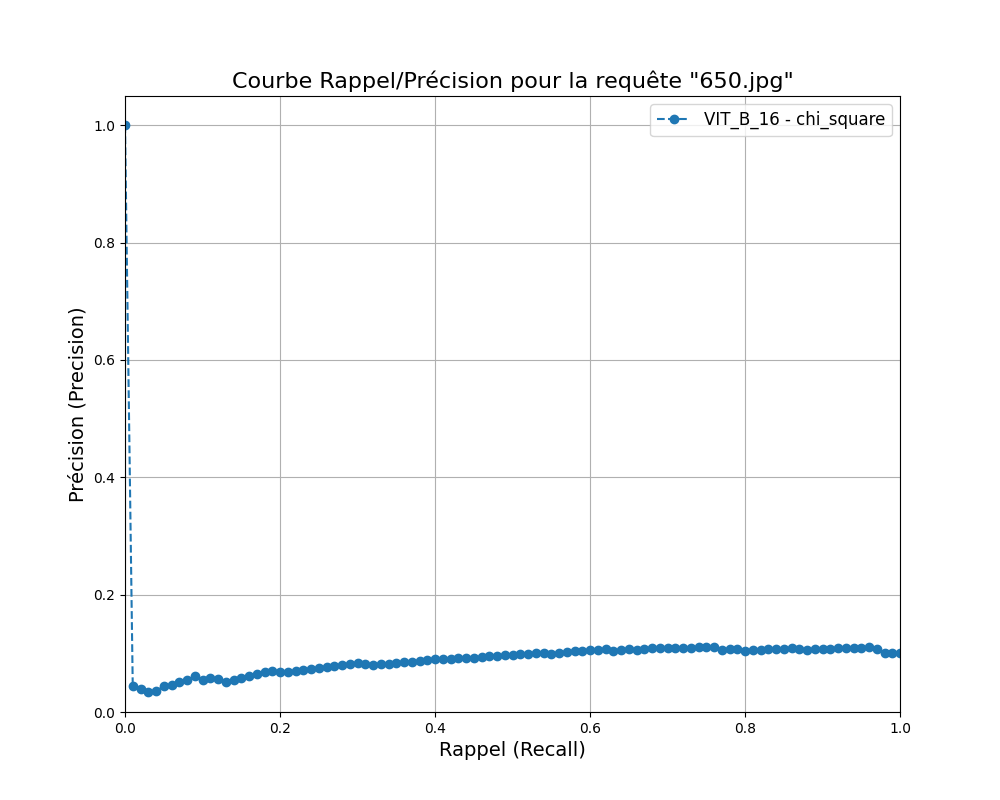 Courbe Rappel/Précision pour la requête "650.jpg"
VIT_B_16 - chi_square
1.0
0.8
0.6
0.4
0.2
0.0
Précision (Precision)
0.0 0.2 0.4 0.6 0.8 1.0
Rappel (Recall)